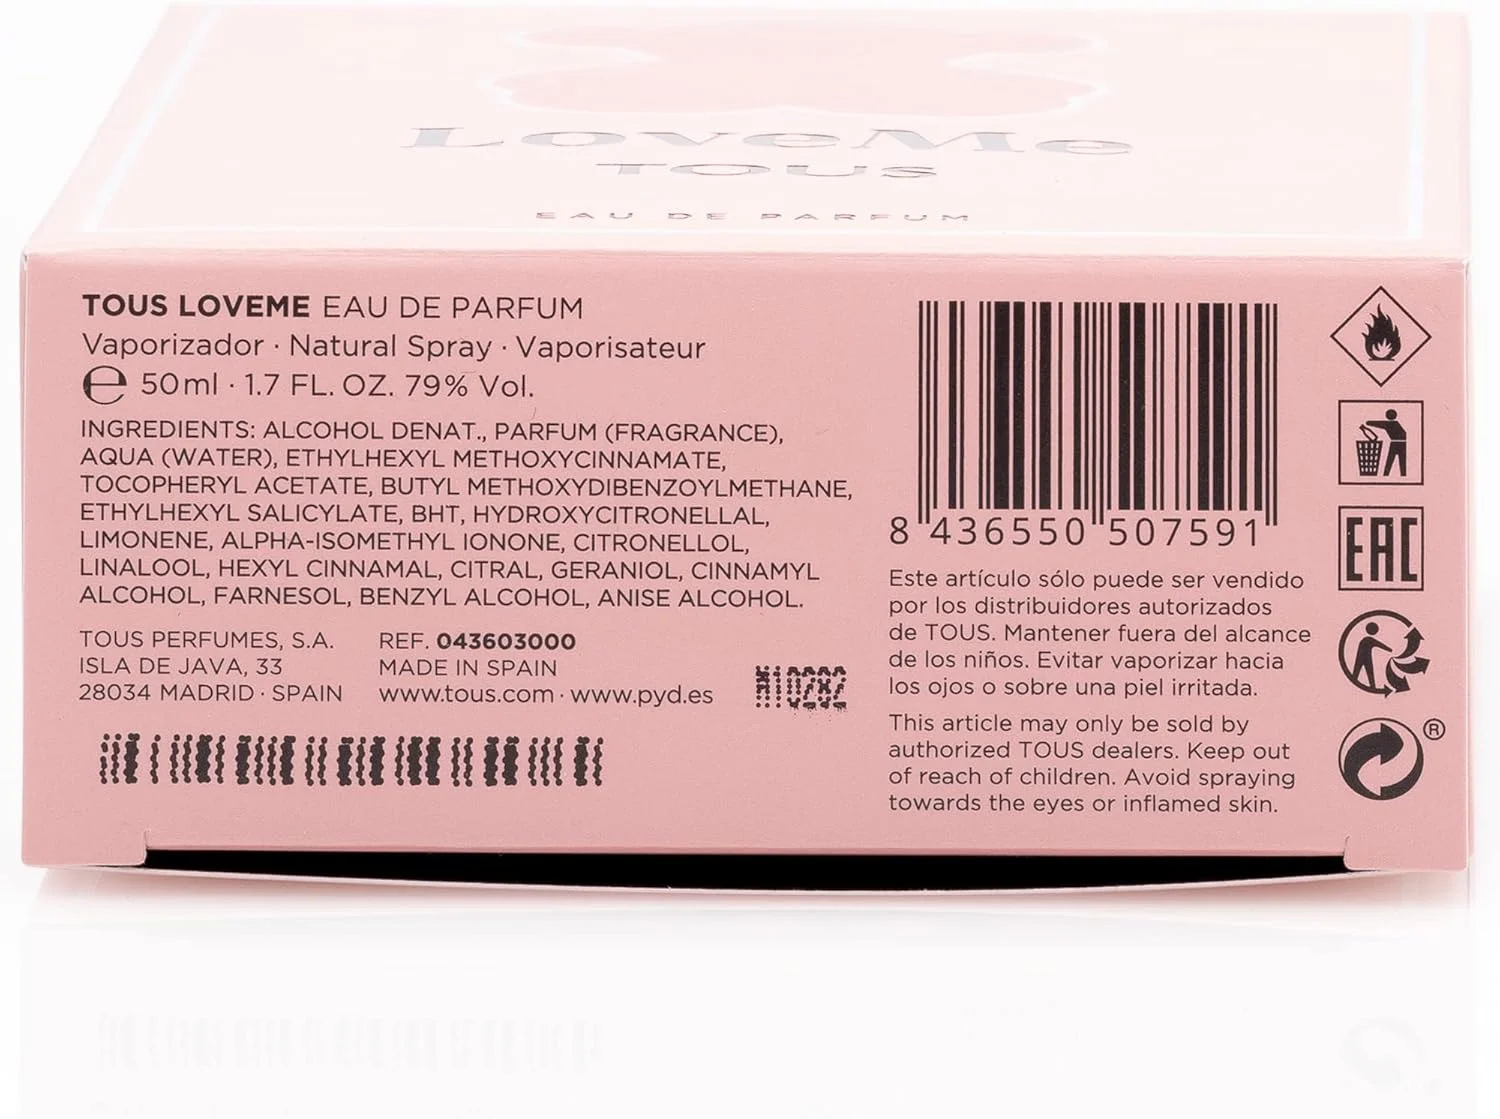 LoveMe
TOUS
EAU DE PARFUM
TOUS LOVEME EAU DE PARFUM
Vaporizador · Natural Spray · Vaporisateur
℮ 50ml · 1.7 FL. OZ. 79% Vol.
INGREDIENTS: ALCOHOL DENAT., PARFUM (FRAGRANCE),
AQUA (WATER), ETHYLHEXYL METHOXYCINNAMATE,
TOCOPHERYL ACETATE, BUTYL METHOXYDIBENZOYLMETHANE,
ETHYLHEXYL SALICYLATE, BHT, HYDROXYCITRONELLAL,
LIMONENE, ALPHA-ISOMETHYL IONONE, CITRONELLOL,
LINALOOL, HEXYL CINNAMAL, CITRAL, GERANIOL, CINNAMYL
ALCOHOL, FARNESOL, BENZYL ALCOHOL, ANISE ALCOHOL.
TOUS PERFUMES, S.A.
ISLA DE JAVA, 33
28034 MADRID · SPAIN
REF. 043603000
MADE IN SPAIN
www.tous.com · www.pyd.es
8 436550 507591
Este artículo sólo puede ser vendido
por los distribuidores autorizados
de TOUS. Mantener fuera del alcance
de los niños. Evitar vaporizar hacia
los ojos o sobre una piel irritada.
This article may only be sold by
authorized TOUS dealers. Keep out
of reach of children. Avoid spraying
towards the eyes or inflamed skin.
EAC
®